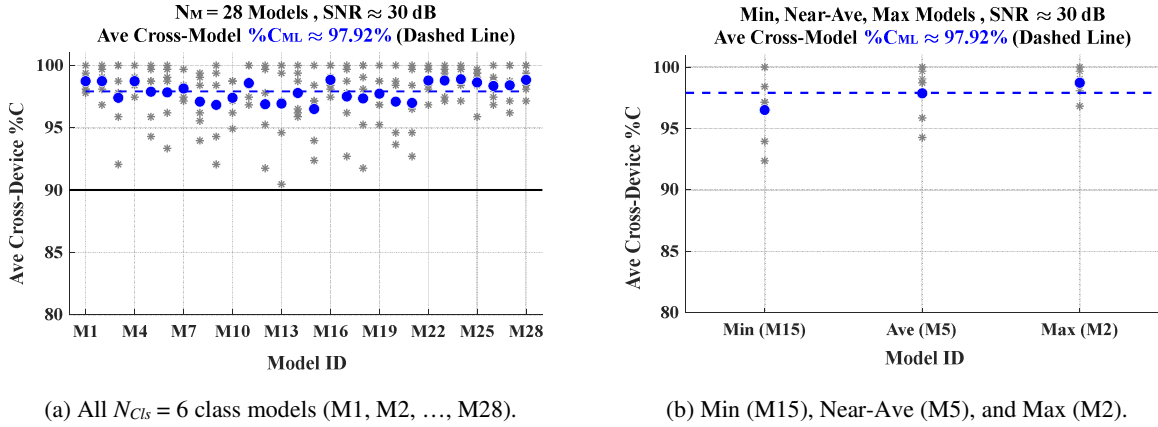 N_M = 28 Models , SNR ≈ 30 dB
Ave Cross-Model %C_ML ≈ 97.92% (Dashed Line)
Ave Cross-Device %C
100
95
90
85
80
M1 M4 M7 M10 M13 M16 M19 M22 M25 M28
Model ID
(a) All N_Cls = 6 class models (M1, M2, …, M28).
Min, Near-Ave, Max Models , SNR ≈ 30 dB
Ave Cross-Model %C_ML ≈ 97.92% (Dashed Line)
Ave Cross-Device %C
100
95
90
85
80
Min (M15) Ave (M5) Max (M2)
Model ID
(b) Min (M15), Near-Ave (M5), and Max (M2).